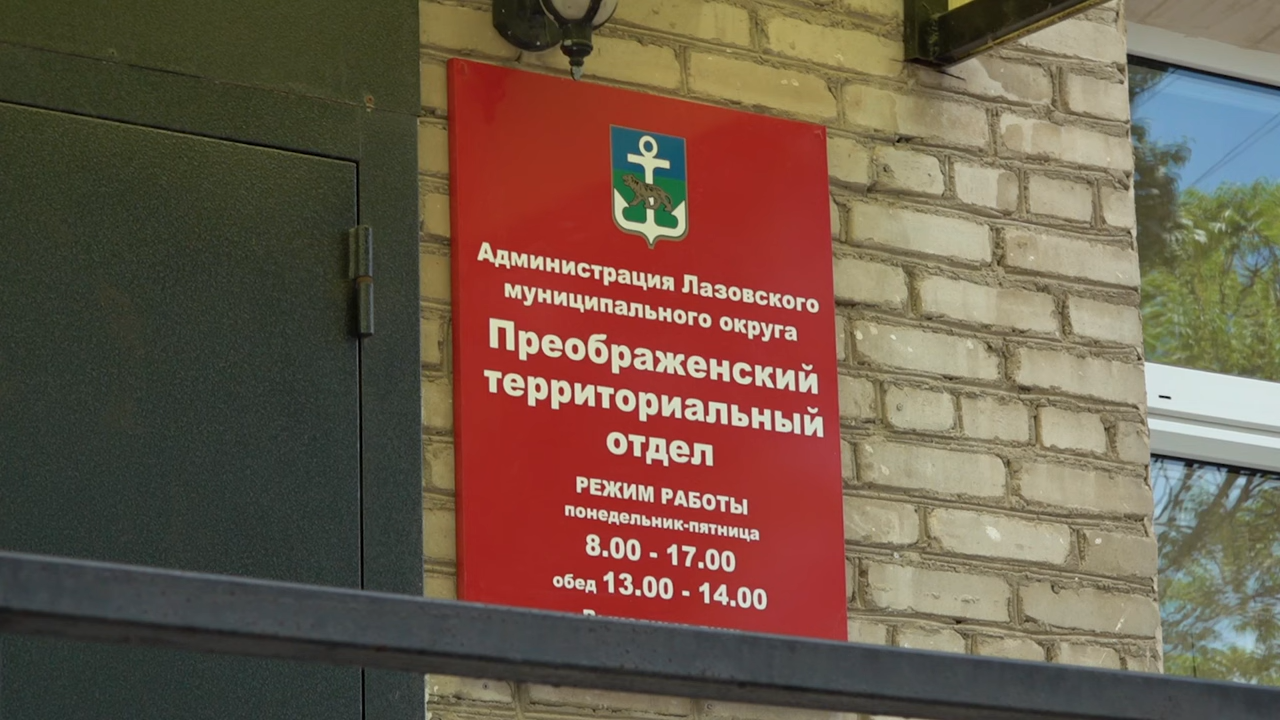 Администрация Лазовского
муниципального округа
Преображенский
территориальный
отдел
РЕЖИМ РАБОТЫ
понедельник-пятница
8.00 - 17.00
обед 13.00 - 14.00